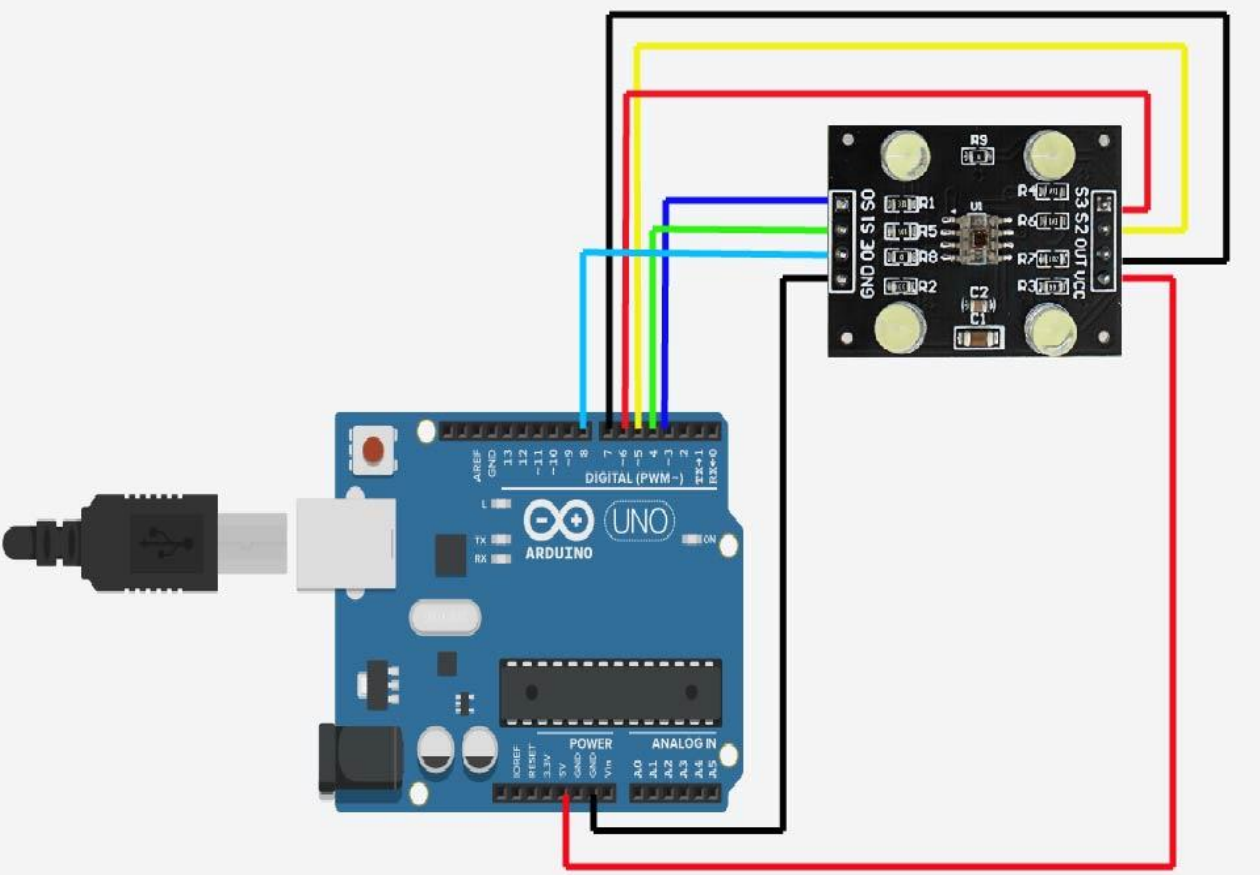 R9
S0
S1
OE
GND
R1
R5
R8
R2
U1
C2
C1
R4
R6
R7
R3
S3
S2
OUT
VCC
AREF
GND
13
12
~11
~10
~9
8
7
~6
~5
4
~3
2
TX→1
RX←0
DIGITAL (PWM~)
L
TX
RX
ON
UNO
ARDUINO
POWER
ANALOG IN
IOREF
RESET
3.3V
5V
GND
GND
Vin
A0
A1
A2
A3
A4
A5